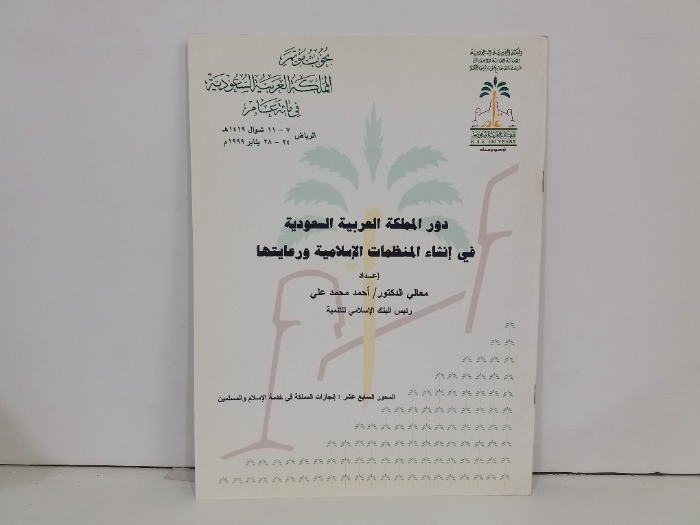 بحوث مؤتمر
المملكة العربية السعودية
في مائة عام
٧ – ١١ شوال ١٤١٩هـ
الرياض
٢٤ – ٢٨ يناير ١٩٩٩م
K S A 100 YEARS
دور المملكة العربية السعودية
في إنشاء المنظمات الإسلامية ورعايتها
إعداد
معالي الدكتور/ أحمد محمد علي
رئيس البنك الإسلامي للتنمية
المحور السابع عشر : إنجازات المملكة في خدمة الإسلام والمسلمين